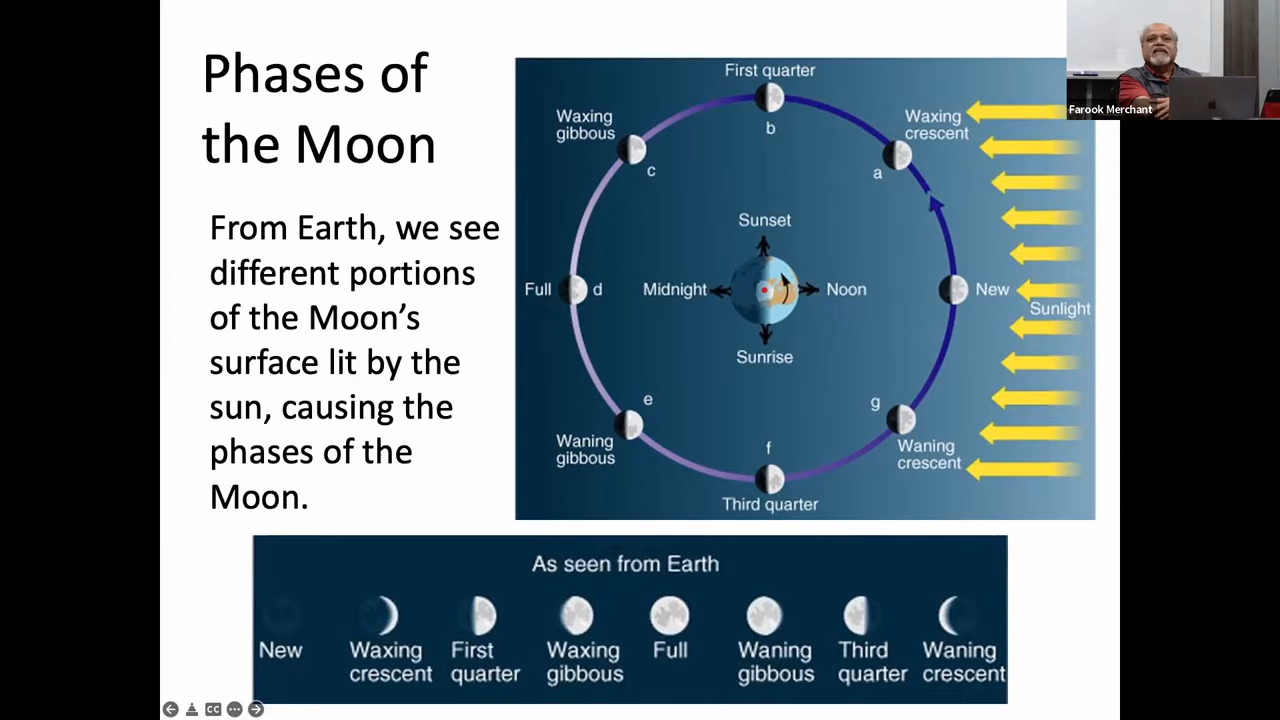 Phases of
the Moon
From Earth, we see
different portions
of the Moon’s
surface lit by the
sun, causing the
phases of the
Moon.
First quarter
b
Waxing
gibbous
c
Waxing
crescent
a
Sunset
Full
d
Midnight
Noon
New
Sunlight
Sunrise
e
Waning
gibbous
g
Waning
crescent
f
Third quarter
Farook Merchant
As seen from Earth
New
Waxing
crescent
First
quarter
Waxing
gibbous
Full
Waning
gibbous
Third
quarter
Waning
crescent
CC